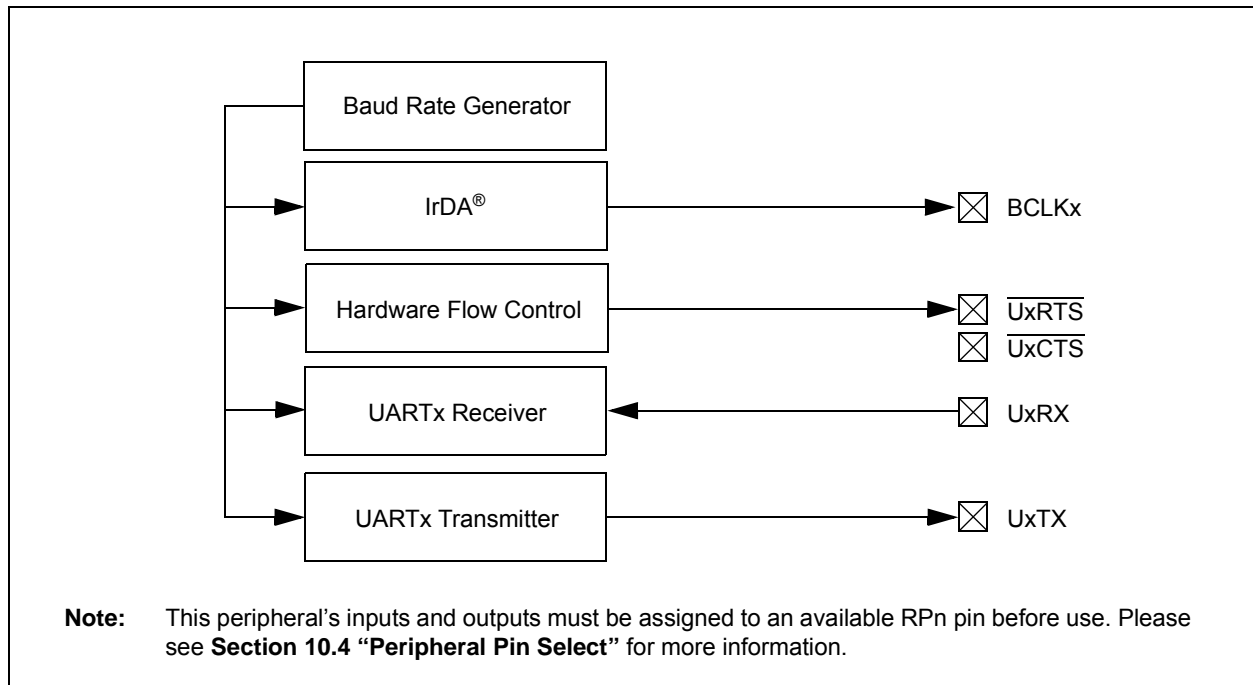 Baud Rate Generator
IrDA®
BCLKx
Hardware Flow Control
UxRTS
UxCTS
UARTx Receiver
UxRX
UARTx Transmitter
UxTX
Note: This peripheral’s inputs and outputs must be assigned to an available RPn pin before use. Please
see Section 10.4 “Peripheral Pin Select” for more information.